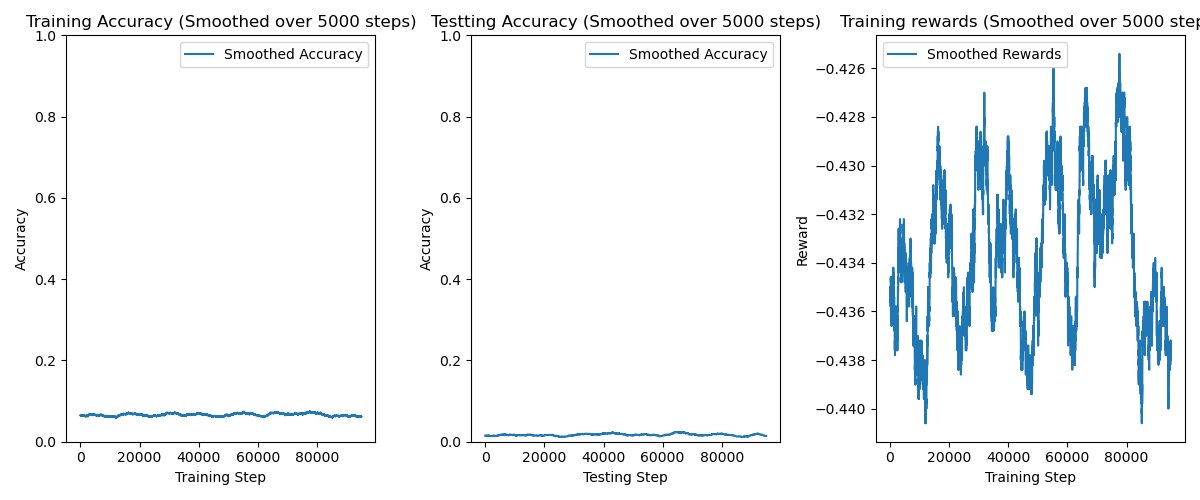 Training Accuracy (Smoothed over 5000 steps)
1.0
0.8
0.6
0.4
0.2
0.0
Accuracy
Smoothed Accuracy
0 20000 40000 60000 80000
Training Step
Testting Accuracy (Smoothed over 5000 steps)
1.0
0.8
0.6
0.4
0.2
0.0
Accuracy
Smoothed Accuracy
0 20000 40000 60000 80000
Testing Step
Training rewards (Smoothed over 5000 step
−0.426
−0.428
−0.430
−0.432
−0.434
−0.436
−0.438
−0.440
Reward
Smoothed Rewards
0 20000 40000 60000 80000
Training Step